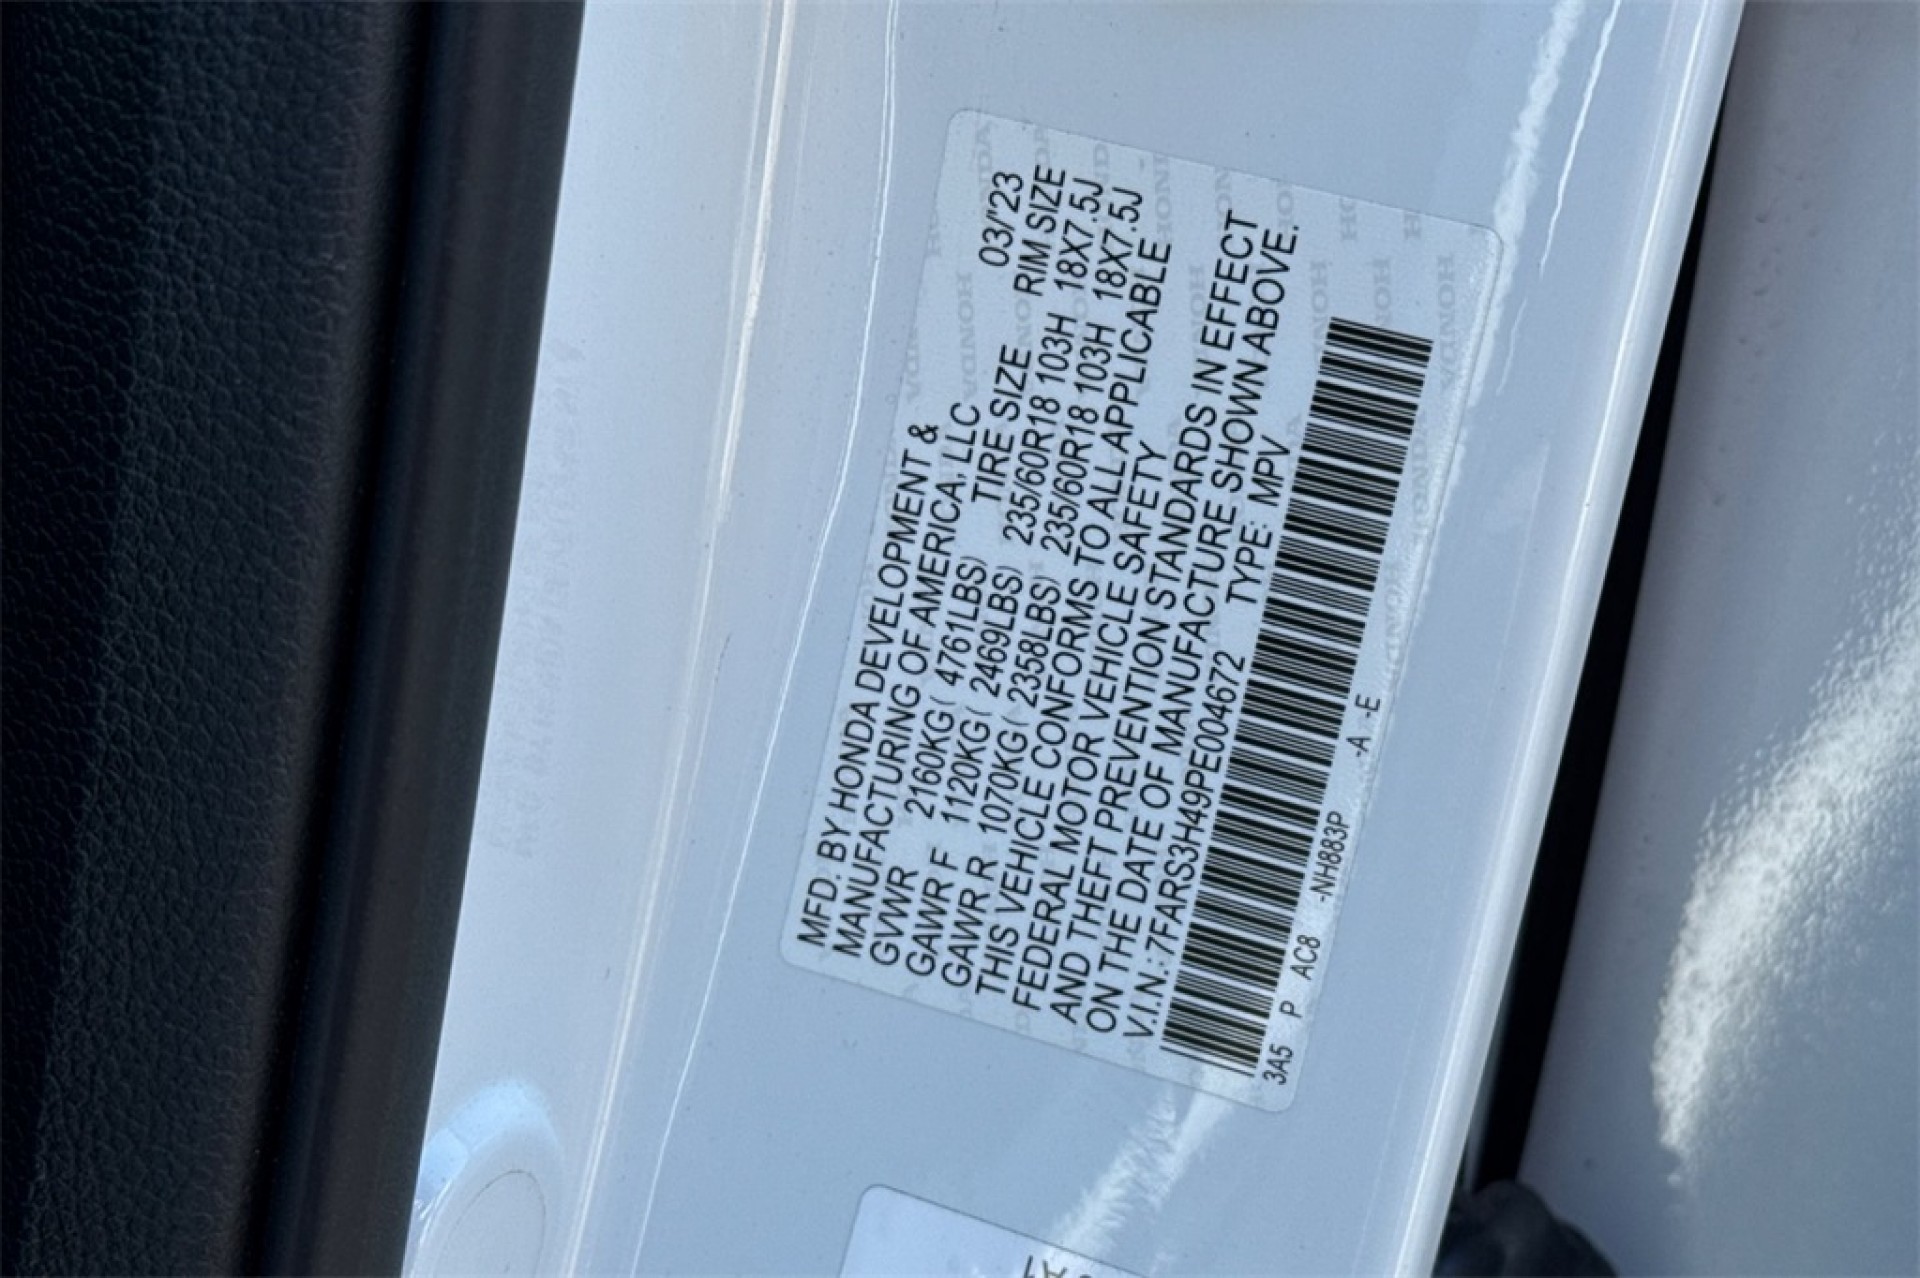 MFD. BY HONDA DEVELOPMENT &
MANUFACTURING OF AMERICA, LLC 03/'23
GVWR 2160KG( 4761LBS) TIRE SIZE RIM SIZE
GAWR F 1120KG( 2469LBS) 235/60R18 103H 18X7.5J
GAWR R 1070KG( 2358LBS) 235/60R18 103H 18X7.5J
THIS VEHICLE CONFORMS TO ALL APPLICABLE
FEDERAL MOTOR VEHICLE SAFETY
AND THEFT PREVENTION STANDARDS IN EFFECT
ON THE DATE OF MANUFACTURE SHOWN ABOVE.
V.I.N.:7FARS3H49PE004672 TYPE: MPV
3A5 P AC8 -NH883P -A -E